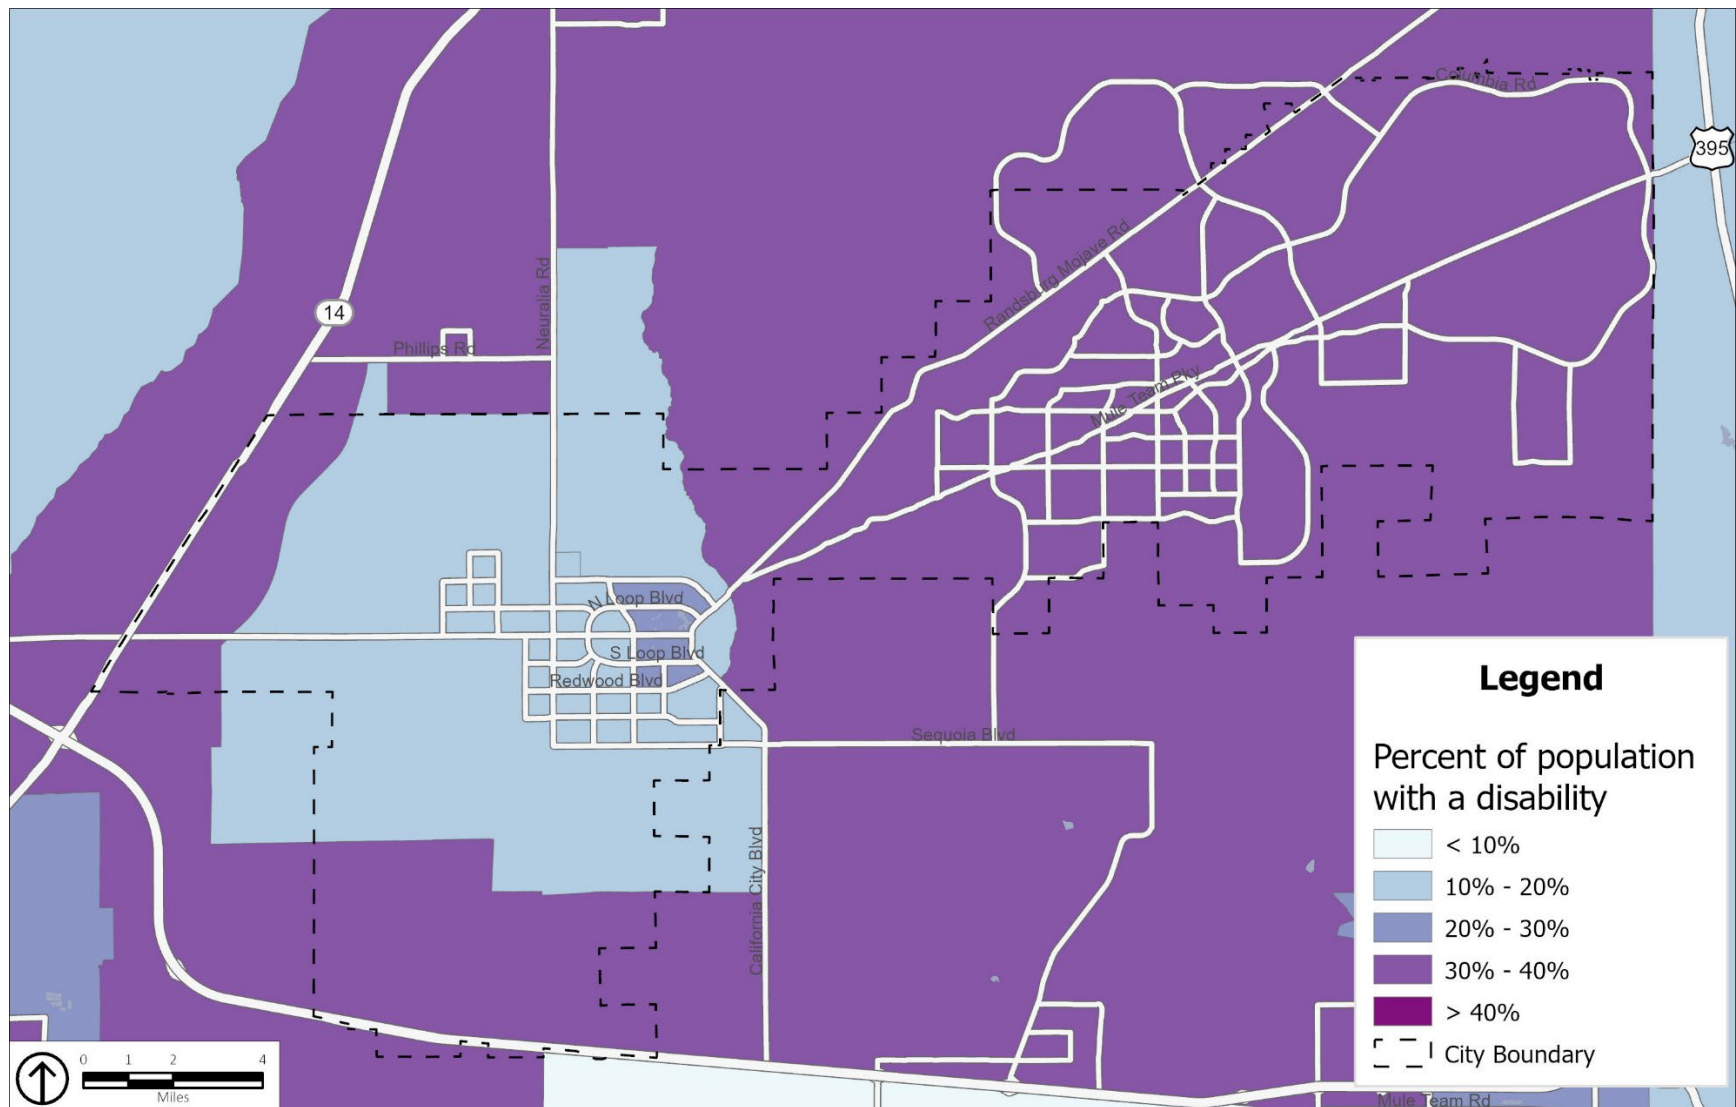 Columbia Rd
395
Randsburg Mojave Rd
Neuralia Rd
14
Phillips Rd
Mule Team Pky
N Loop Blvd
S Loop Blvd
Redwood Blvd
Sequoia Blvd
California City Blvd
Legend
Percent of population
with a disability
< 10%
10% - 20%
20% - 30%
30% - 40%
> 40%
City Boundary
0 1 2 4
Miles
Mule Team Rd